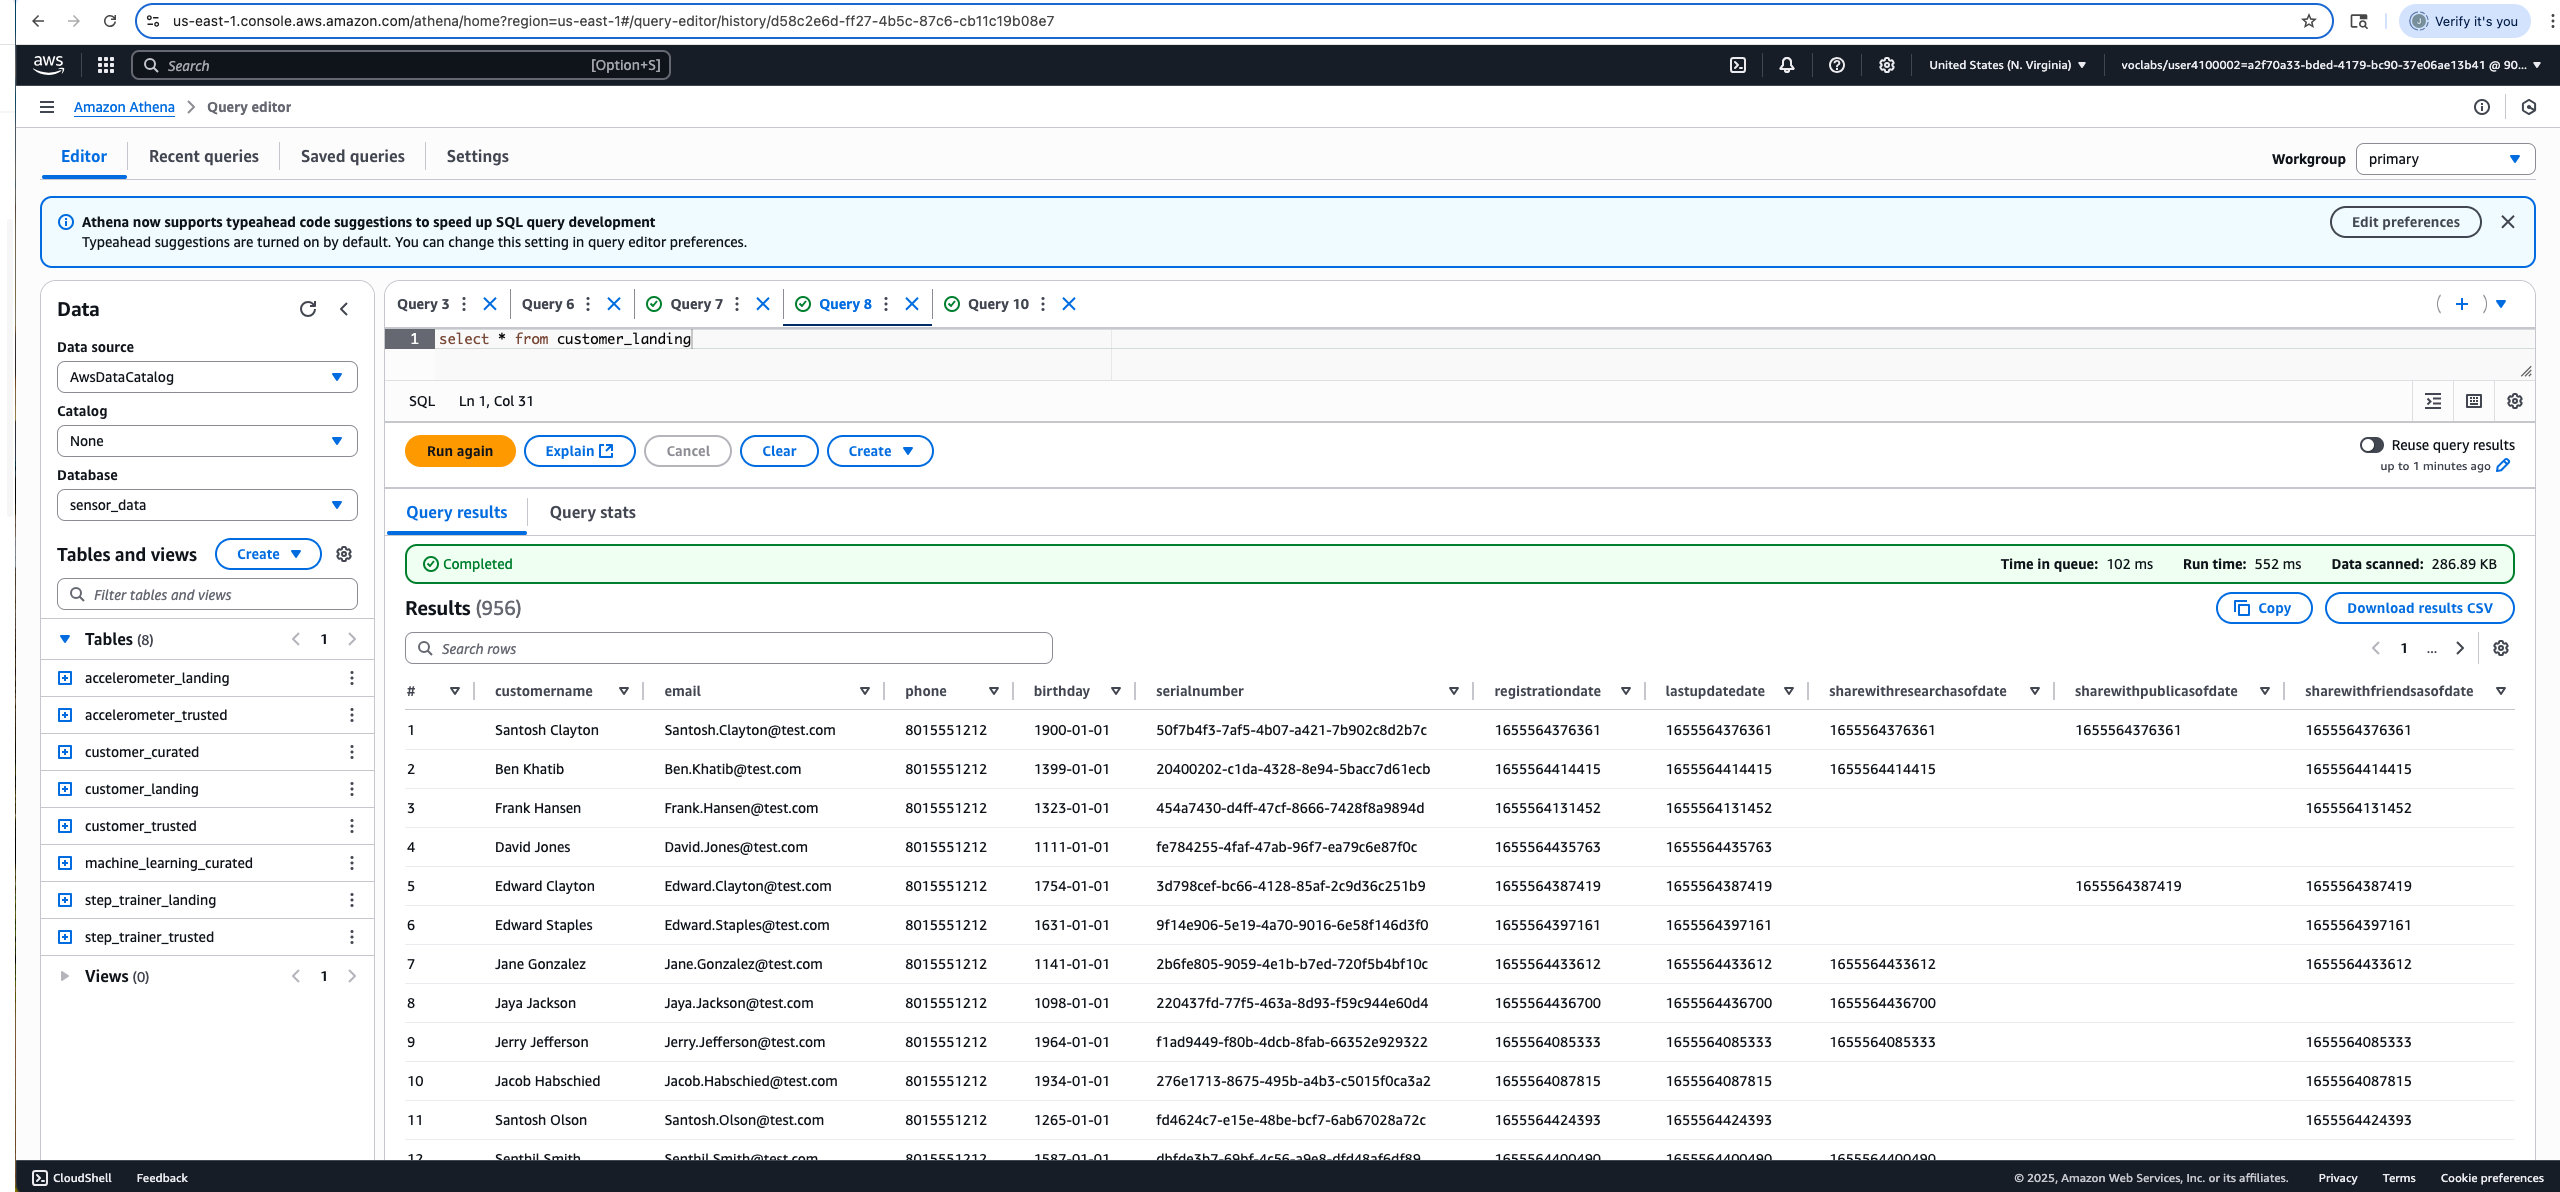 us-east-1.console.aws.amazon.com/athena/home?region=us-east-1#/query-editor/history/d58c2e6d-ff27-4b5c-87c6-cb11c19b08e7
Verify it's you
aws Search [Option+S] United States (N. Virginia) voclabs/user4100002=a2f70a33-bded-4179-bc90-37e06ae13b41 @ 90...
Amazon Athena Query editor
Editor Recent queries Saved queries Settings
Workgroup primary
Athena now supports typeahead code suggestions to speed up SQL query development
Typeahead suggestions are turned on by default. You can change this setting in query editor preferences.
Edit preferences
Data
Data source
AwsDataCatalog
Catalog
None
Database
sensor_data
Tables and views Create
Filter tables and views
Tables (8) 1
accelerometer_landing
accelerometer_trusted
customer_curated
customer_landing
customer_trusted
machine_learning_curated
step_trainer_landing
step_trainer_trusted
Views (0) 1
Query 3 Query 6 Query 7 Query 8 Query 10
1 select * from customer_landing
SQL Ln 1, Col 31
Run again Explain Cancel Clear Create
Reuse query results
up to 1 minutes ago
Query results Query stats
Completed Time in queue: 102 ms Run time: 552 ms Data scanned: 286.89 KB
Results (956) Copy Download results CSV
Search rows 1 ...
# customername email phone birthday serialnumber registrationdate lastupdatedate sharewithresearchasofdate sharewithpublicasofdate sharewithfriendsasofdate
1 Santosh Clayton Santosh.Clayton@test.com 8015551212 1900-01-01 50f7b4f3-7af5-4b07-a421-7b902c8d2b7c 1655564376361 1655564376361 1655564376361 1655564376361 1655564376361
2 Ben Khatib Ben.Khatib@test.com 8015551212 1399-01-01 20400202-c1da-4328-8e94-5bacc7d61ecb 1655564414415 1655564414415 1655564414415 1655564414415
3 Frank Hansen Frank.Hansen@test.com 8015551212 1323-01-01 454a7430-d4ff-47cf-8666-7428f8a9894d 1655564131452 1655564131452 1655564131452
4 David Jones David.Jones@test.com 8015551212 1111-01-01 fe784255-4faf-47ab-96f7-ea79c6e87f0c 1655564435763 1655564435763
5 Edward Clayton Edward.Clayton@test.com 8015551212 1754-01-01 3d798cef-bc66-4128-85af-2c9d36c251b9 1655564387419 1655564387419 1655564387419 1655564387419
6 Edward Staples Edward.Staples@test.com 8015551212 1631-01-01 9f14e906-5e19-4a70-9016-6e58f146d3f0 1655564397161 1655564397161 1655564397161
7 Jane Gonzalez Jane.Gonzalez@test.com 8015551212 1141-01-01 2b6fe805-9059-4e1b-b7ed-720f5b4bf10c 1655564433612 1655564433612 1655564433612 1655564433612
8 Jaya Jackson Jaya.Jackson@test.com 8015551212 1098-01-01 220437fd-77f5-463a-8d93-f59c944e60d4 1655564436700 1655564436700 1655564436700
9 Jerry Jefferson Jerry.Jefferson@test.com 8015551212 1964-01-01 f1ad9449-f80b-4dcb-8fab-66352e929322 1655564085333 1655564085333 1655564085333 1655564085333
10 Jacob Habschied Jacob.Habschied@test.com 8015551212 1934-01-01 276e1713-8675-495b-a4b3-c5015f0ca3a2 1655564087815 1655564087815 1655564087815
11 Santosh Olson Santosh.Olson@test.com 8015551212 1265-01-01 fd4624c7-e15e-48be-bcf7-6ab67028a72c 1655564424393 1655564424393 1655564424393
12 Senthil Smith Senthil.Smith@test.com 8015551212 1587-01-01 1655564400490 1655564400490 1655564400490
CloudShell Feedback © 2025, Amazon Web Services, Inc. or its affiliates. Privacy Terms Cookie preferences